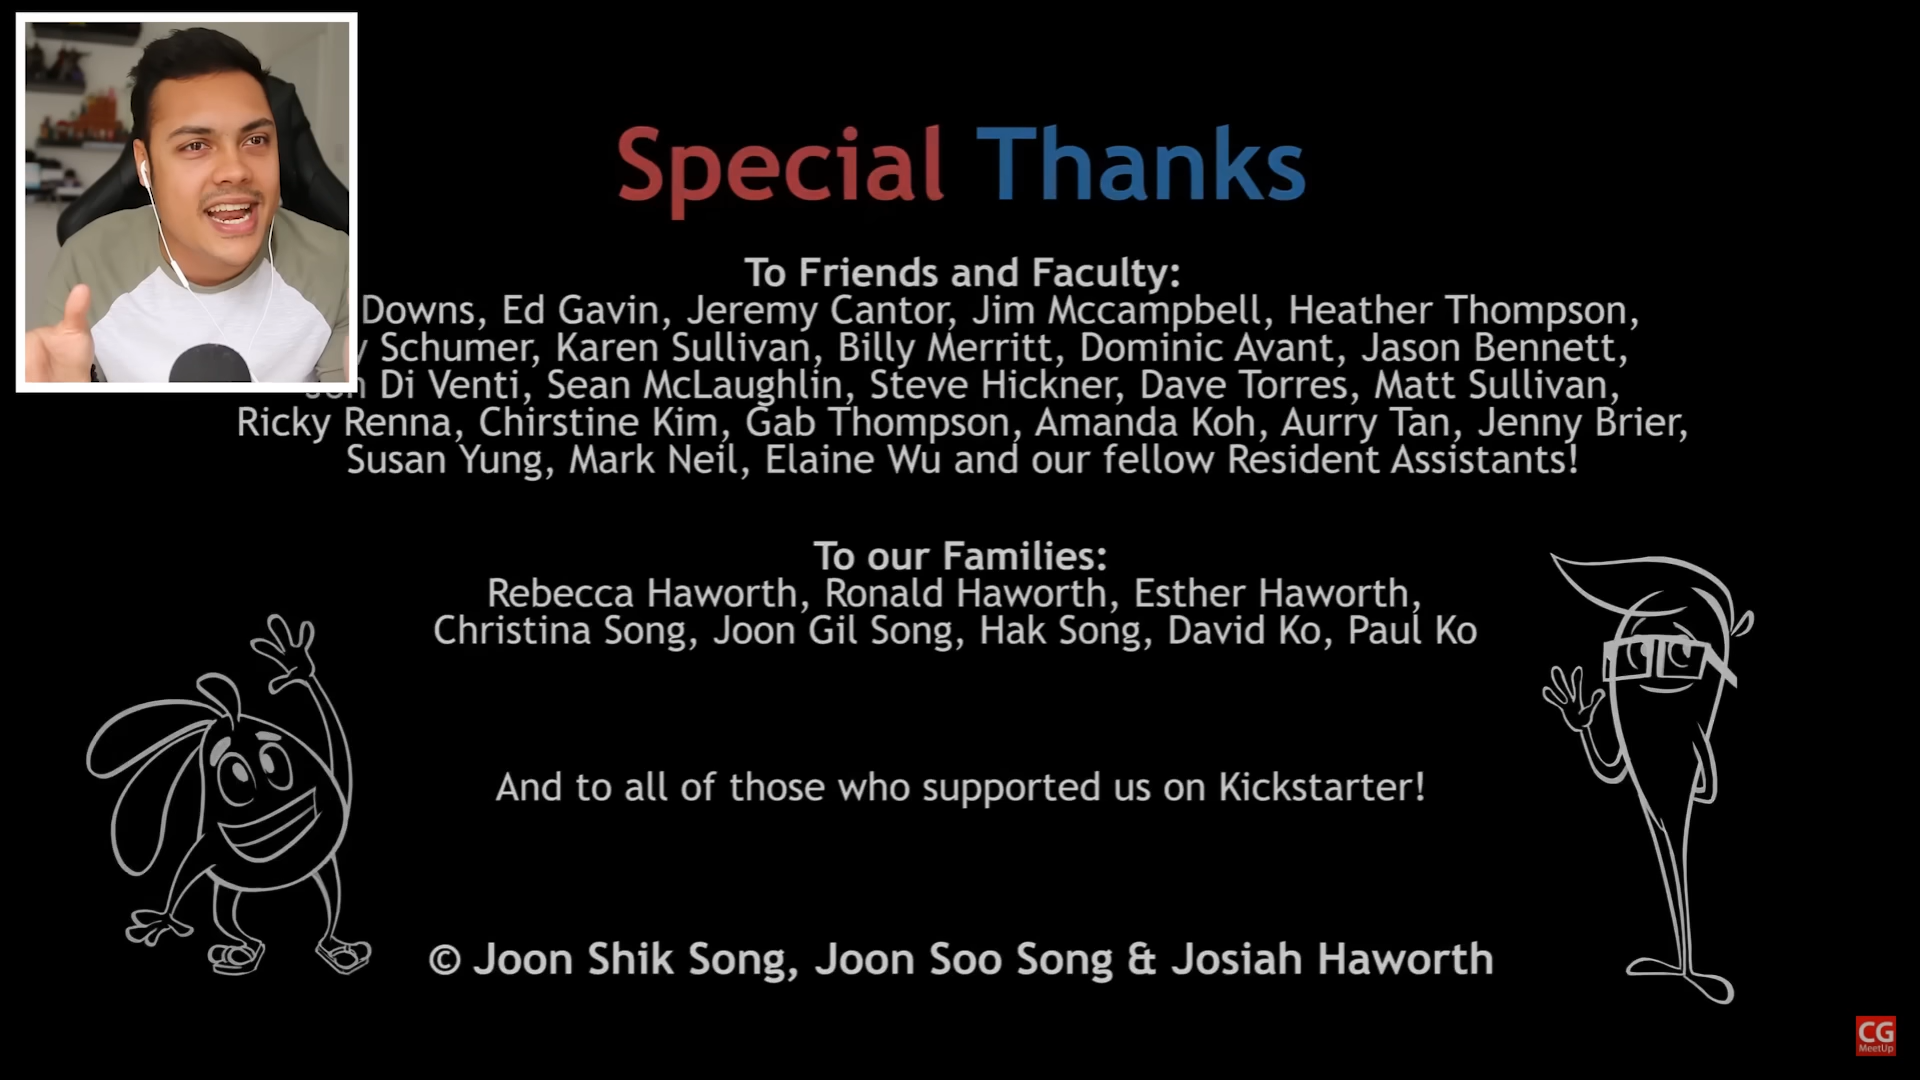 Special Thanks
To Friends and Faculty:
Downs, Ed Gavin, Jeremy Cantor, Jim Mccampbell, Heather Thompson,
Schumer, Karen Sullivan, Billy Merritt, Dominic Avant, Jason Bennett,
Di Venti, Sean McLaughlin, Steve Hickner, Dave Torres, Matt Sullivan,
Ricky Renna, Chirstine Kim, Gab Thompson, Amanda Koh, Aurry Tan, Jenny Brier,
Susan Yung, Mark Neil, Elaine Wu and our fellow Resident Assistants!
To our Families:
Rebecca Haworth, Ronald Haworth, Esther Haworth,
Christina Song, Joon Gil Song, Hak Song, David Ko, Paul Ko
And to all of those who supported us on Kickstarter!
© Joon Shik Song, Joon Soo Song & Josiah Haworth
CG
MeetUp